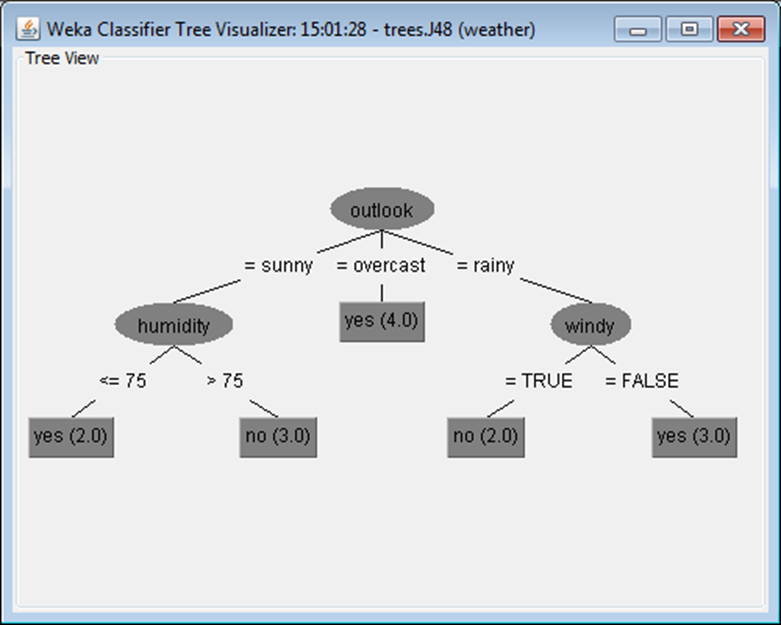 Weka Classifier Tree Visualizer: 15:01:28 - trees.J48 (weather)
Tree View
outlook
= sunny = overcast = rainy
humidity yes (4.0) windy
<= 75 > 75 = TRUE = FALSE
yes (2.0) no (3.0) no (2.0) yes (3.0)